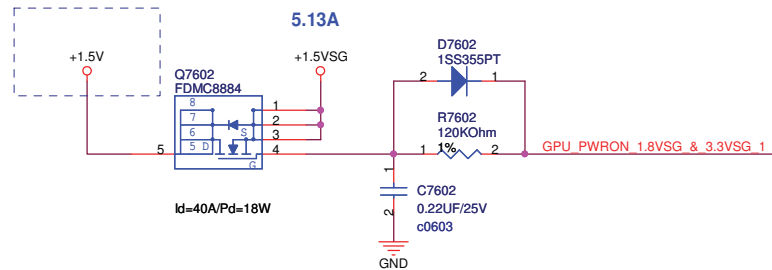 5.13A
+1.5V
+1.5VSG
Q7602
FDMC8884
8
7
6
5 D
S
G
5
1
2
3
4
Id=40A/Pd=18W
D7602
1SS355PT
2
1
R7602
120KOhm
1%
1
2
GPU_PWRON_1.8VSG_&_3.3VSG_1
1
2
C7602
0.22UF/25V
c0603
GND